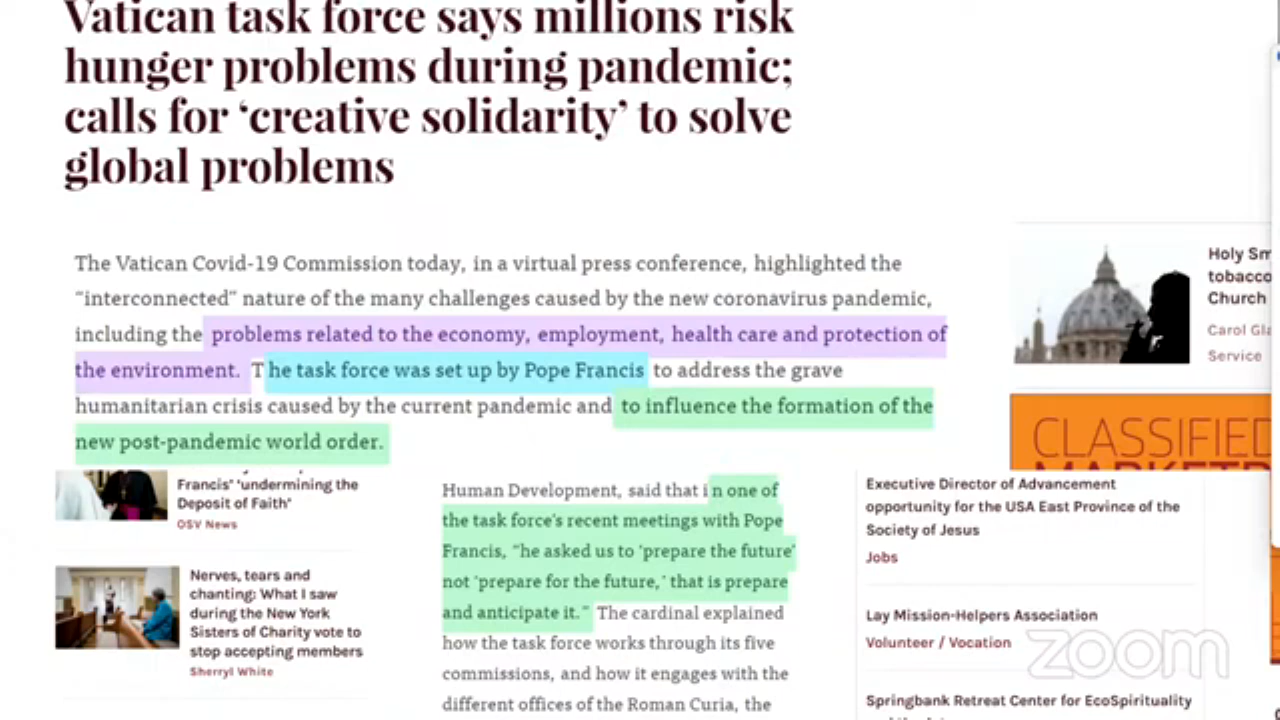 Vatican task force says millions risk
hunger problems during pandemic;
calls for ‘creative solidarity’ to solve
global problems
The Vatican Covid-19 Commission today, in a virtual press conference, highlighted the
“interconnected” nature of the many challenges caused by the new coronavirus pandemic,
including the problems related to the economy, employment, health care and protection of
the environment. The task force was set up by Pope Francis to address the grave
humanitarian crisis caused by the current pandemic and to influence the formation of the
new post-pandemic world order.
Holy Sm
tobacco
Church
Carol Gla
Service
CLASSIFIED
Francis’ ‘undermining the
Deposit of Faith’
OSV News
Nerves, tears and
chanting: What I saw
during the New York
Sisters of Charity vote to
stop accepting members
Sherryl White
Human Development, said that in one of
the task force’s recent meetings with Pope
Francis, “he asked us to ‘prepare the future’
not ‘prepare for the future,’ that is prepare
and anticipate it.” The cardinal explained
how the task force works through its five
commissions, and how it engages with the
different offices of the Roman Curia, the
Executive Director of Advancement
opportunity for the USA East Province of the
Society of Jesus
Jobs
Lay Mission-Helpers Association
Volunteer / Vocation
Springbank Retreat Center for EcoSpirituality
zoom